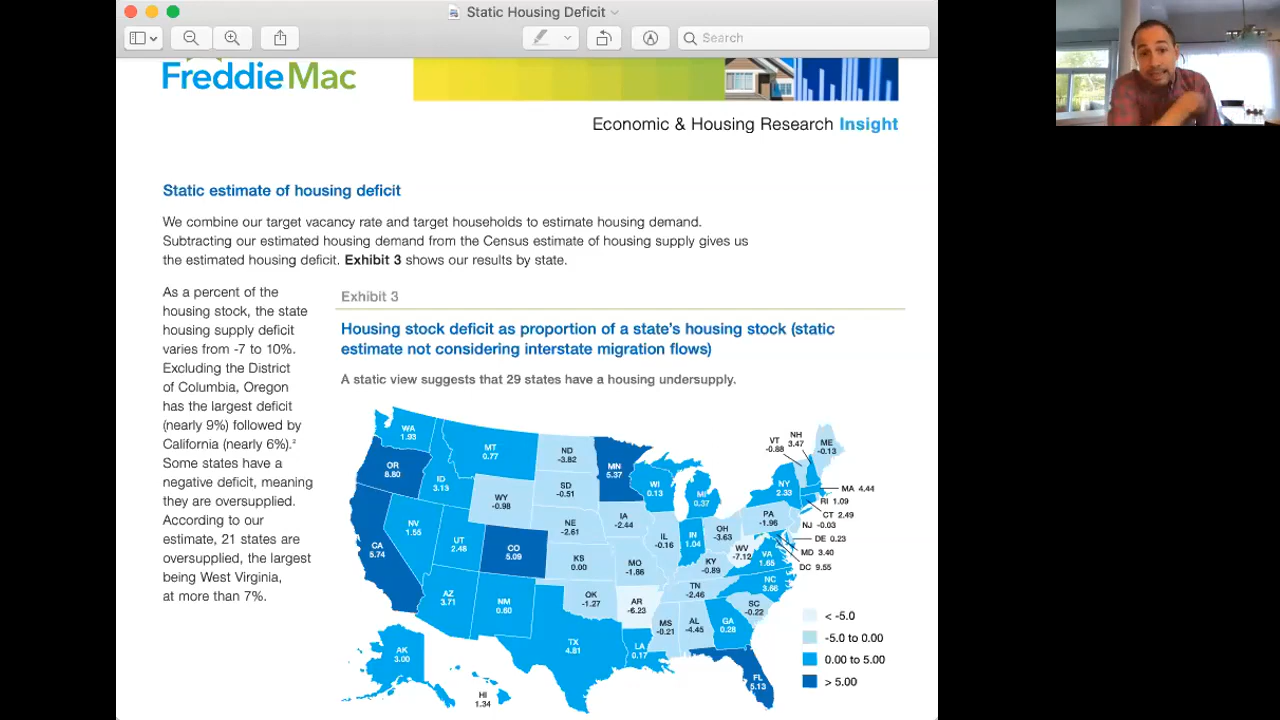 Static Housing Deficit
Search
Freddie Mac
Economic & Housing Research Insight
Static estimate of housing deficit
We combine our target vacancy rate and target households to estimate housing demand.
Subtracting our estimated housing demand from the Census estimate of housing supply gives us
the estimated housing deficit. Exhibit 3 shows our results by state.
As a percent of the
housing stock, the state
housing supply deficit
varies from -7 to 10%.
Excluding the District
of Columbia, Oregon
has the largest deficit
(nearly 9%) followed by
California (nearly 6%).²
Some states have a
negative deficit, meaning
they are oversupplied.
According to our
estimate, 21 states are
oversupplied, the largest
being West Virginia,
at more than 7%.
Exhibit 3
Housing stock deficit as proportion of a state's housing stock (static
estimate not considering interstate migration flows)
A static view suggests that 29 states have a housing undersupply.
WA
1.93
OR
8.80
CA
5.74
ID
3.13
NV
1.55
MT
0.77
WY
-0.98
UT
2.48
CO
5.09
AZ
3.71
NM
0.60
ND
-3.82
SD
-0.51
NE
-2.61
KS
0.00
OK
-1.27
TX
4.81
MN
5.37
IA
-2.44
MO
-1.86
AR
-6.23
LA
0.17
WI
0.13
IL
-0.16
MI
0.37
IN
1.04
OH
-3.63
KY
-0.89
TN
-2.46
MS
-0.21
AL
-4.45
GA
0.28
FL
5.13
SC
-0.22
NC
3.66
VA
1.65
WV
-7.12
PA
-1.96
NY
2.33
VT
-0.88
NH
3.47
ME
-0.13
MA 4.44
RI 1.09
CT 2.49
NJ -0.03
DE 0.23
MD 3.40
DC 9.55
AK
3.00
HI
1.34
< -5.0
-5.0 to 0.00
0.00 to 5.00
> 5.00